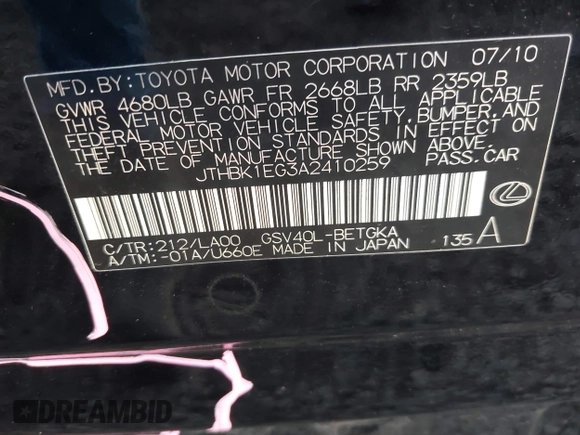 MFD.BY:TOYOTA MOTOR CORPORATION 07/10
GVWR 4680LB GAWR FR 2668LB RR 2359LB
THIS VEHICLE CONFORMS TO ALL APPLICABLE
FEDERAL MOTOR VEHICLE SAFETY,BUMPER,AND
THEFT PREVENTION STANDARDS IN EFFECT ON
THE DATE OF MANUFACTURE SHOWN ABOVE.
JTHBK1EG3A2410259 PASS.CAR
C/TR:212/LA00 GSV40L-BETGKA
A/TM:-01A/U660E MADE IN JAPAN 135 A
DREAMBID